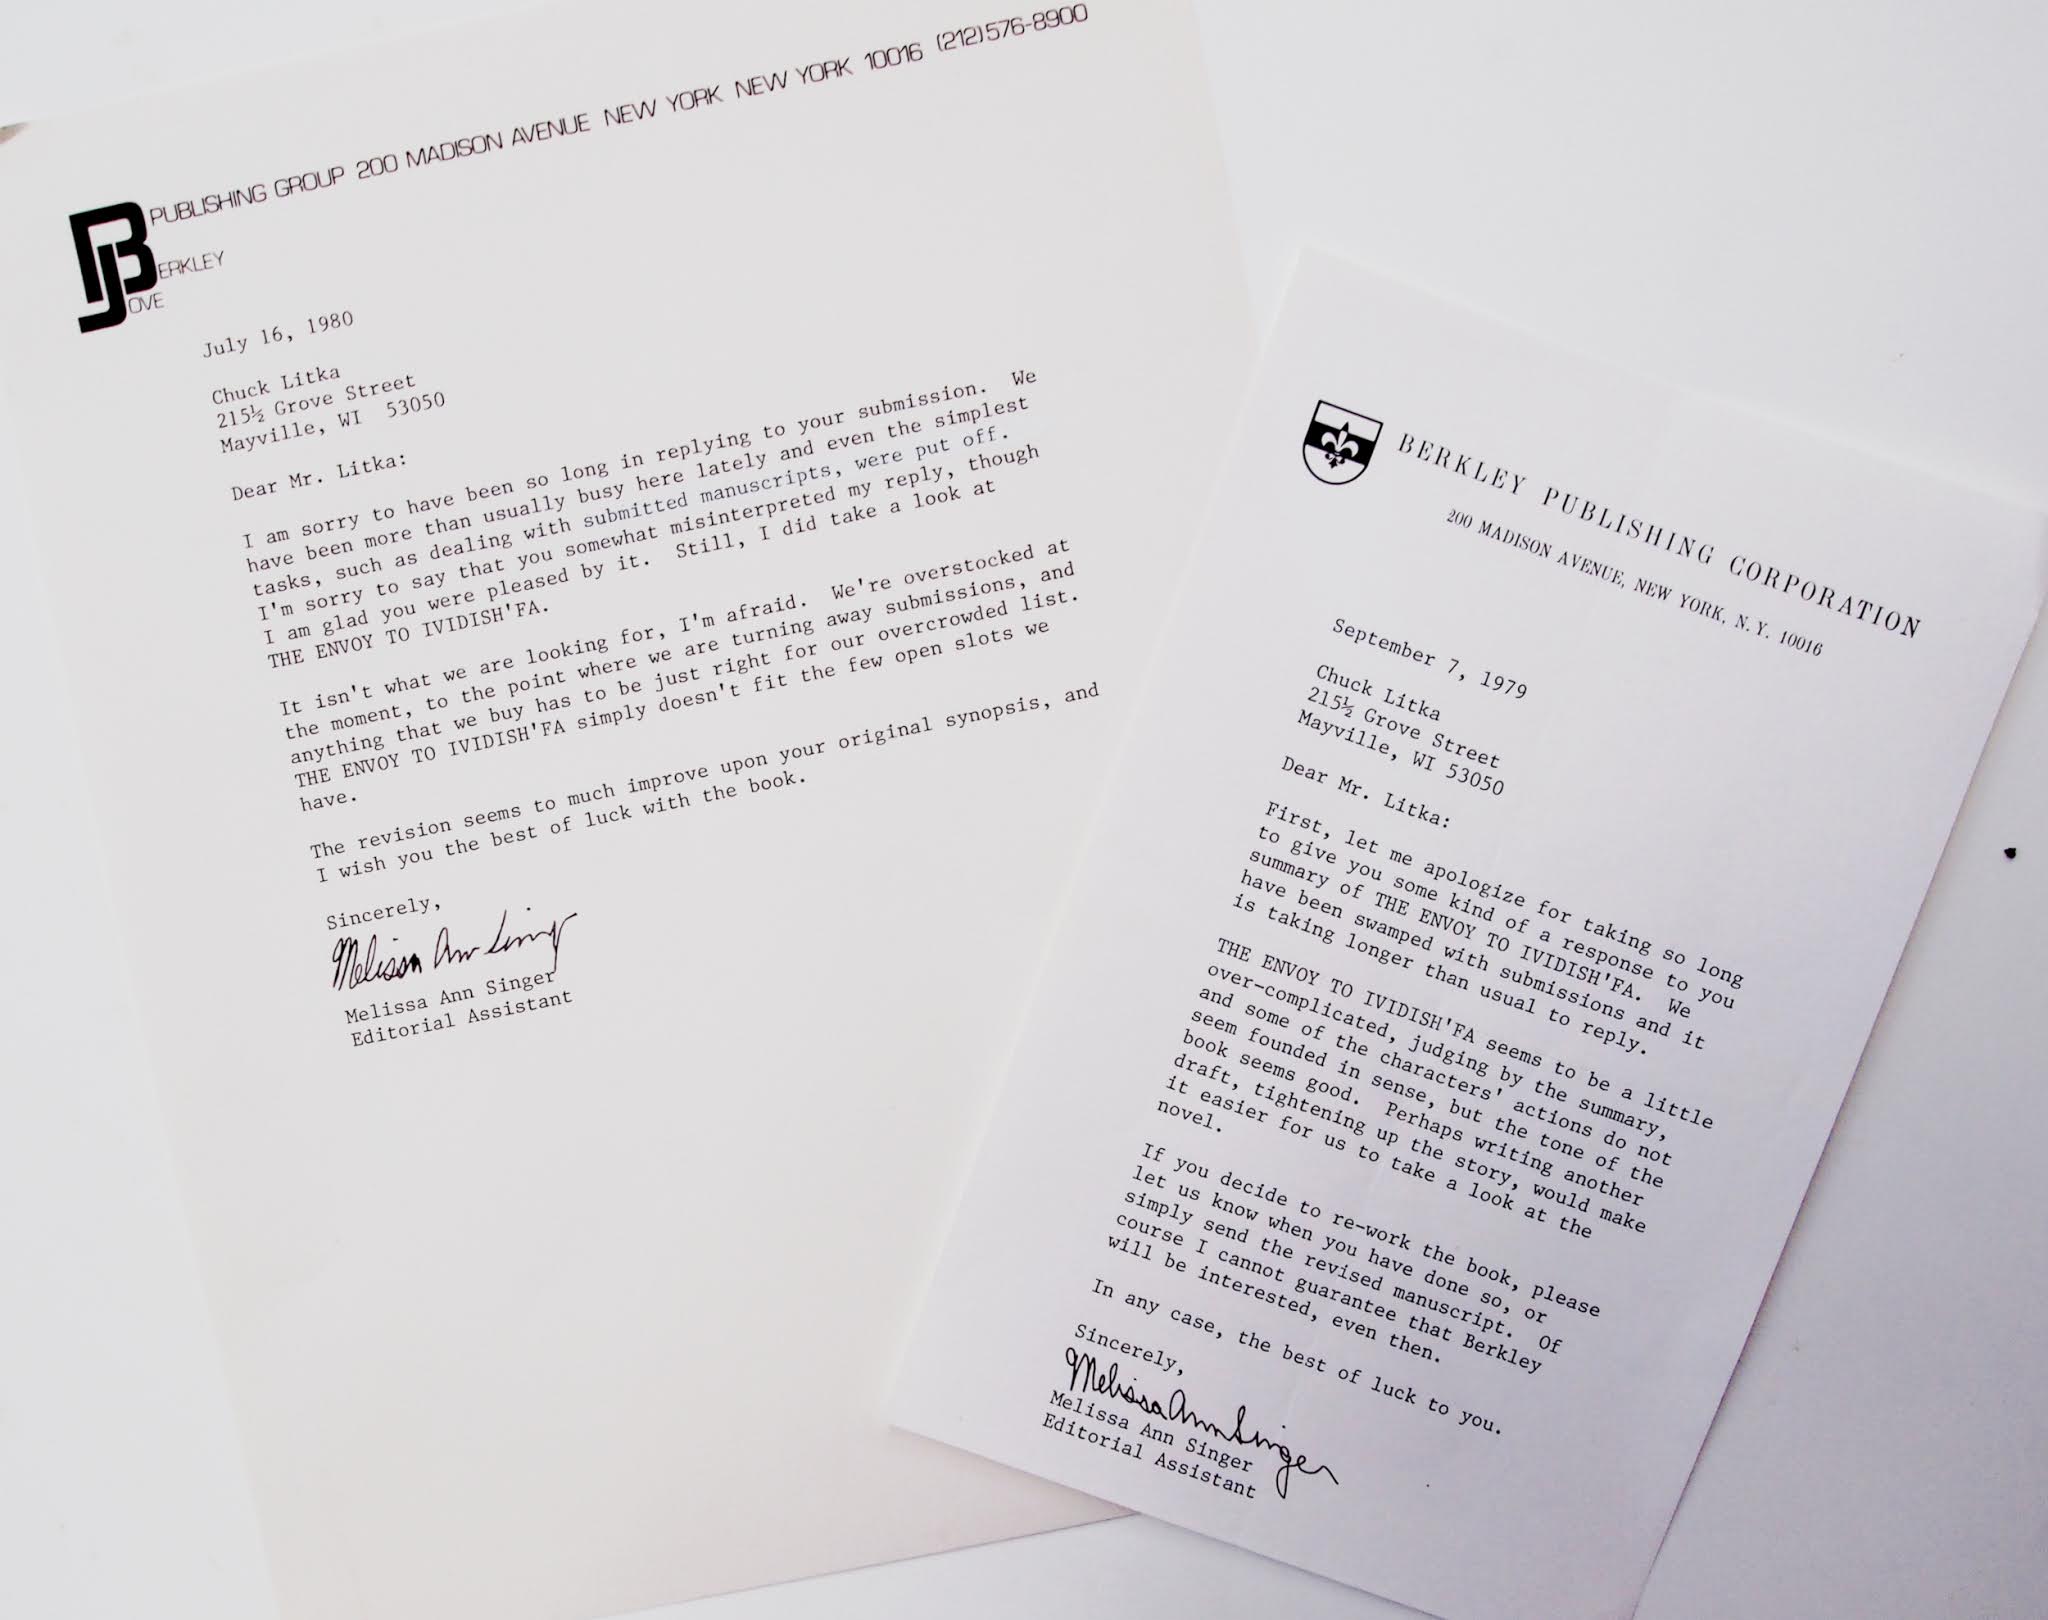 PUBLISHING GROUP 200 MADISON AVENUE NEW YORK NEW YORK 10016 (212)576-8900
BERKLEY
JOVE
July 16, 1980
Chuck Litka
215½ Grove Street
Mayville, WI 53050
Dear Mr. Litka:
I am sorry to have been so long in replying to your submission. We
have been more than usually busy here lately and even the simplest
tasks, such as dealing with submitted manuscripts, were put off.
I'm sorry to say that you somewhat misinterpreted my reply, though
I am glad you were pleased by it. Still, I did take a look at
THE ENVOY TO IVIDISH'FA.
It isn't what we are looking for, I'm afraid. We're overstocked at
the moment, to the point where we are turning away submissions, and
anything that we buy has to be just right for our overcrowded list.
THE ENVOY TO IVIDISH'FA simply doesn't fit the few open slots we
have.
The revision seems to much improve upon your original synopsis, and
I wish you the best of luck with the book.
Sincerely,
Melissa Ann Singer
Melissa Ann Singer
Editorial Assistant
BERKLEY PUBLISHING CORPORATION
200 MADISON AVENUE, NEW YORK, N.Y. 10016
September 7, 1979
Chuck Litka
215½ Grove Street
Mayville, WI 53050
Dear Mr. Litka:
First, let me apologize for taking so long
to give you some kind of a response to you
summary of THE ENVOY TO IVIDISH'FA. We
have been swamped with submissions and it
is taking longer than usual to reply.
THE ENVOY TO IVIDISH'FA seems to be a little
over-complicated, judging by the summary,
and some of the characters' actions do not
seem founded in sense, but the tone of the
book seems good. Perhaps writing another
draft, tightening up the story, would make
it easier for us to take a look at the
novel.
If you decide to re-work the book, please
let us know when you have done so, or
simply send the revised manuscript. Of
course I cannot guarantee that Berkley
will be interested, even then.
In any case, the best of luck to you.
Sincerely,
Melissa Ann Singer
Melissa Ann Singer
Editorial Assistant